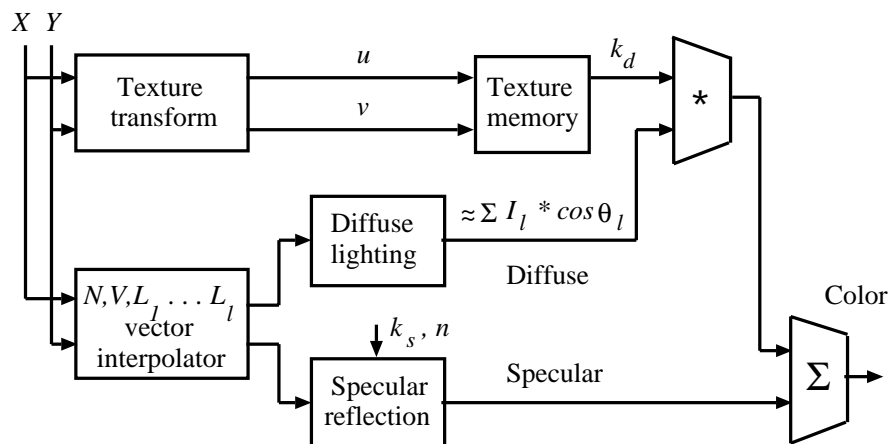 X Y
u
k_d
Texture
transform
Texture
memory
*
v
Diffuse
lighting
≈ Σ I_l * cos θ_l
Diffuse
N,V,L_1 . . . L_l
vector
interpolator
Color
k_s , n
Specular
reflection
Specular
Σ